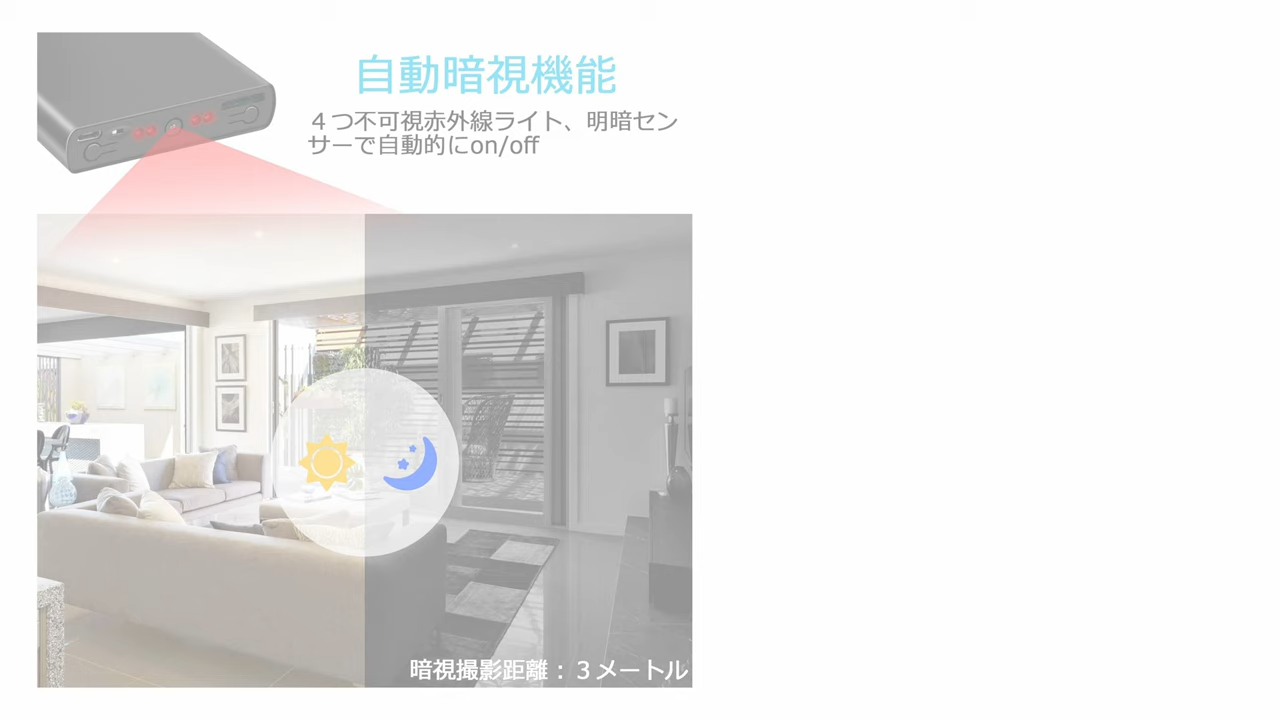 自動暗視機能
４つ不可視赤外線ライト、明暗セン
サーで自動的にon/off
暗視撮影距離：３メートル